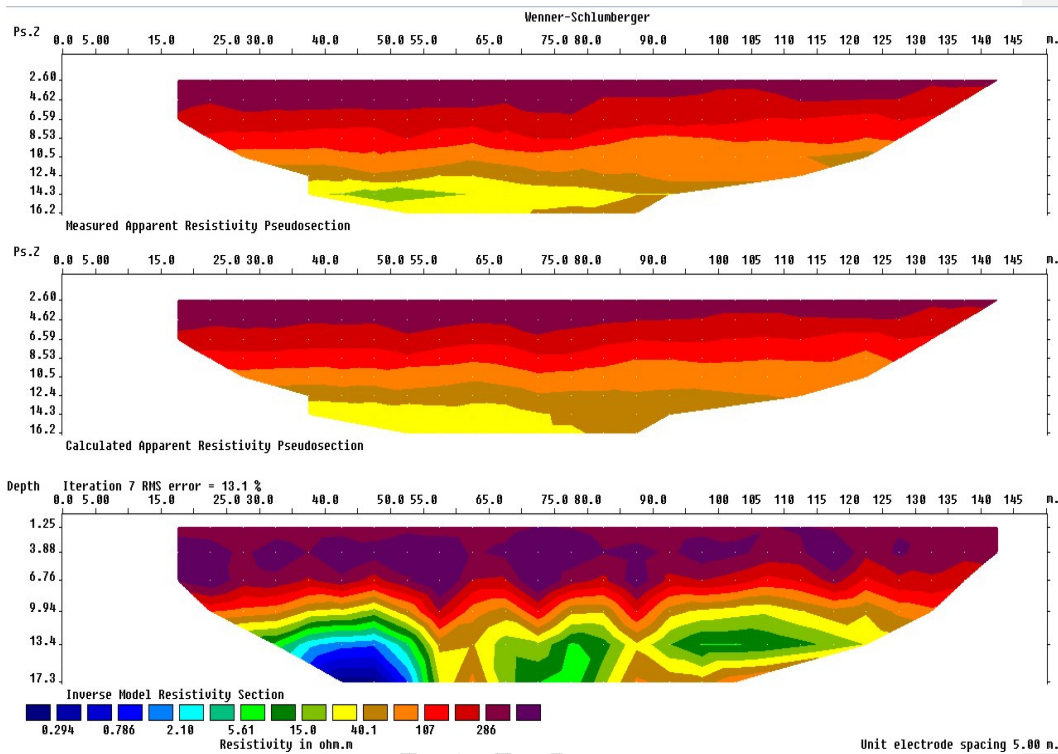 Wenner-Schlumberger
Ps.Z 0.0 5.00 15.0 25.0 30.0 40.0 50.0 55.0 65.0 75.0 80.0 90.0 100 105 115 125 130 120 135 145 m.
2.60
4.62
6.59
8.53
10.5
12.4
14.3
16.2
Measured Apparent Resistivity Pseudosection
Ps.Z 0.0 5.00 15.0 25.0 30.0 40.0 50.0 55.0 65.0 75.0 80.0 90.0 100 105 115 120 125 130 135 145 m.
2.60
4.62
6.59
8.53
10.5
12.4
14.3
16.2
Calculated Apparent Resistivity Pseudosection
Depth Iteration 7 RMS error = 13.1 %
0.0 5.00 15.0 25.0 30.0 40.0 50.0 55.0 65.0 75.0 80.0 90.0 100 105 115 120 125 130 135 145 m.
1.25
3.88
6.76
9.94
13.4
17.3
Inverse Model Resistivity Section
0.294 0.786 2.10 5.61 15.0 40.1 107 286
Resistivity in ohm.m
Unit electrode spacing 5.00 m.